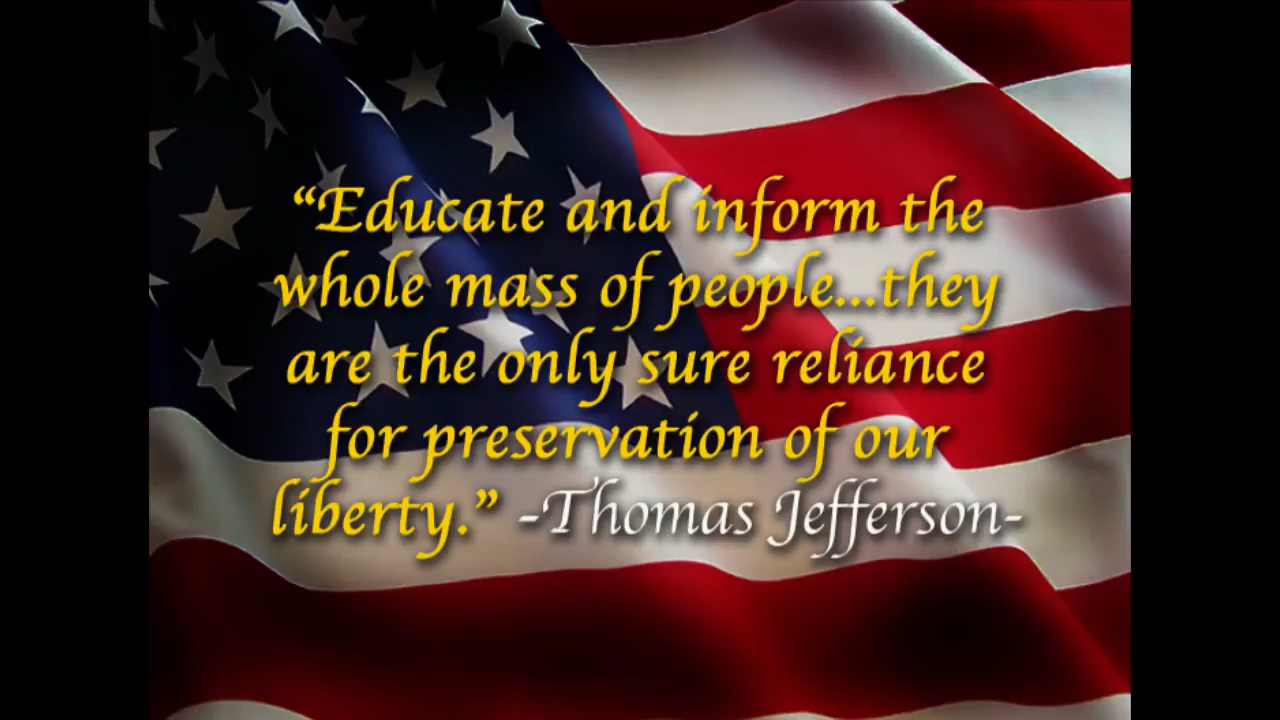 “Educate and inform the
whole mass of people...they
are the only sure reliance
for preservation of our
liberty.” -Thomas Jefferson-